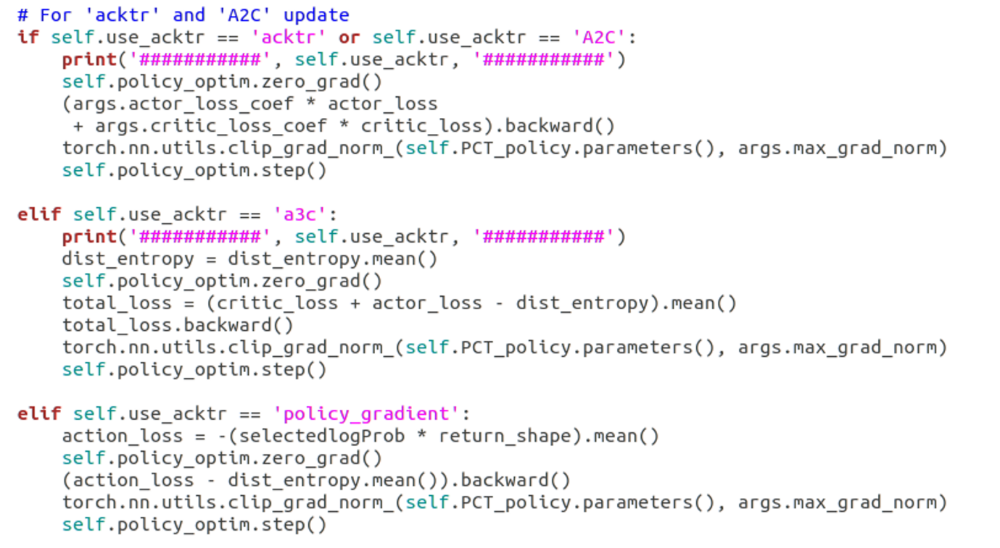 # For 'acktr' and 'A2C' update
if self.use_acktr == 'acktr' or self.use_acktr == 'A2C':
    print('###########', self.use_acktr, '###########')
    self.policy_optim.zero_grad()
    (args.actor_loss_coef * actor_loss
     + args.critic_loss_coef * critic_loss).backward()
    torch.nn.utils.clip_grad_norm_(self.PCT_policy.parameters(), args.max_grad_norm)
    self.policy_optim.step()

elif self.use_acktr == 'a3c':
    print('###########', self.use_acktr, '###########')
    dist_entropy = dist_entropy.mean()
    self.policy_optim.zero_grad()
    total_loss = (critic_loss + actor_loss - dist_entropy).mean()
    total_loss.backward()
    torch.nn.utils.clip_grad_norm_(self.PCT_policy.parameters(), args.max_grad_norm)
    self.policy_optim.step()

elif self.use_acktr == 'policy_gradient':
    action_loss = -(selectedlogProb * return_shape).mean()
    self.policy_optim.zero_grad()
    (action_loss - dist_entropy.mean()).backward()
    torch.nn.utils.clip_grad_norm_(self.PCT_policy.parameters(), args.max_grad_norm)
    self.policy_optim.step()